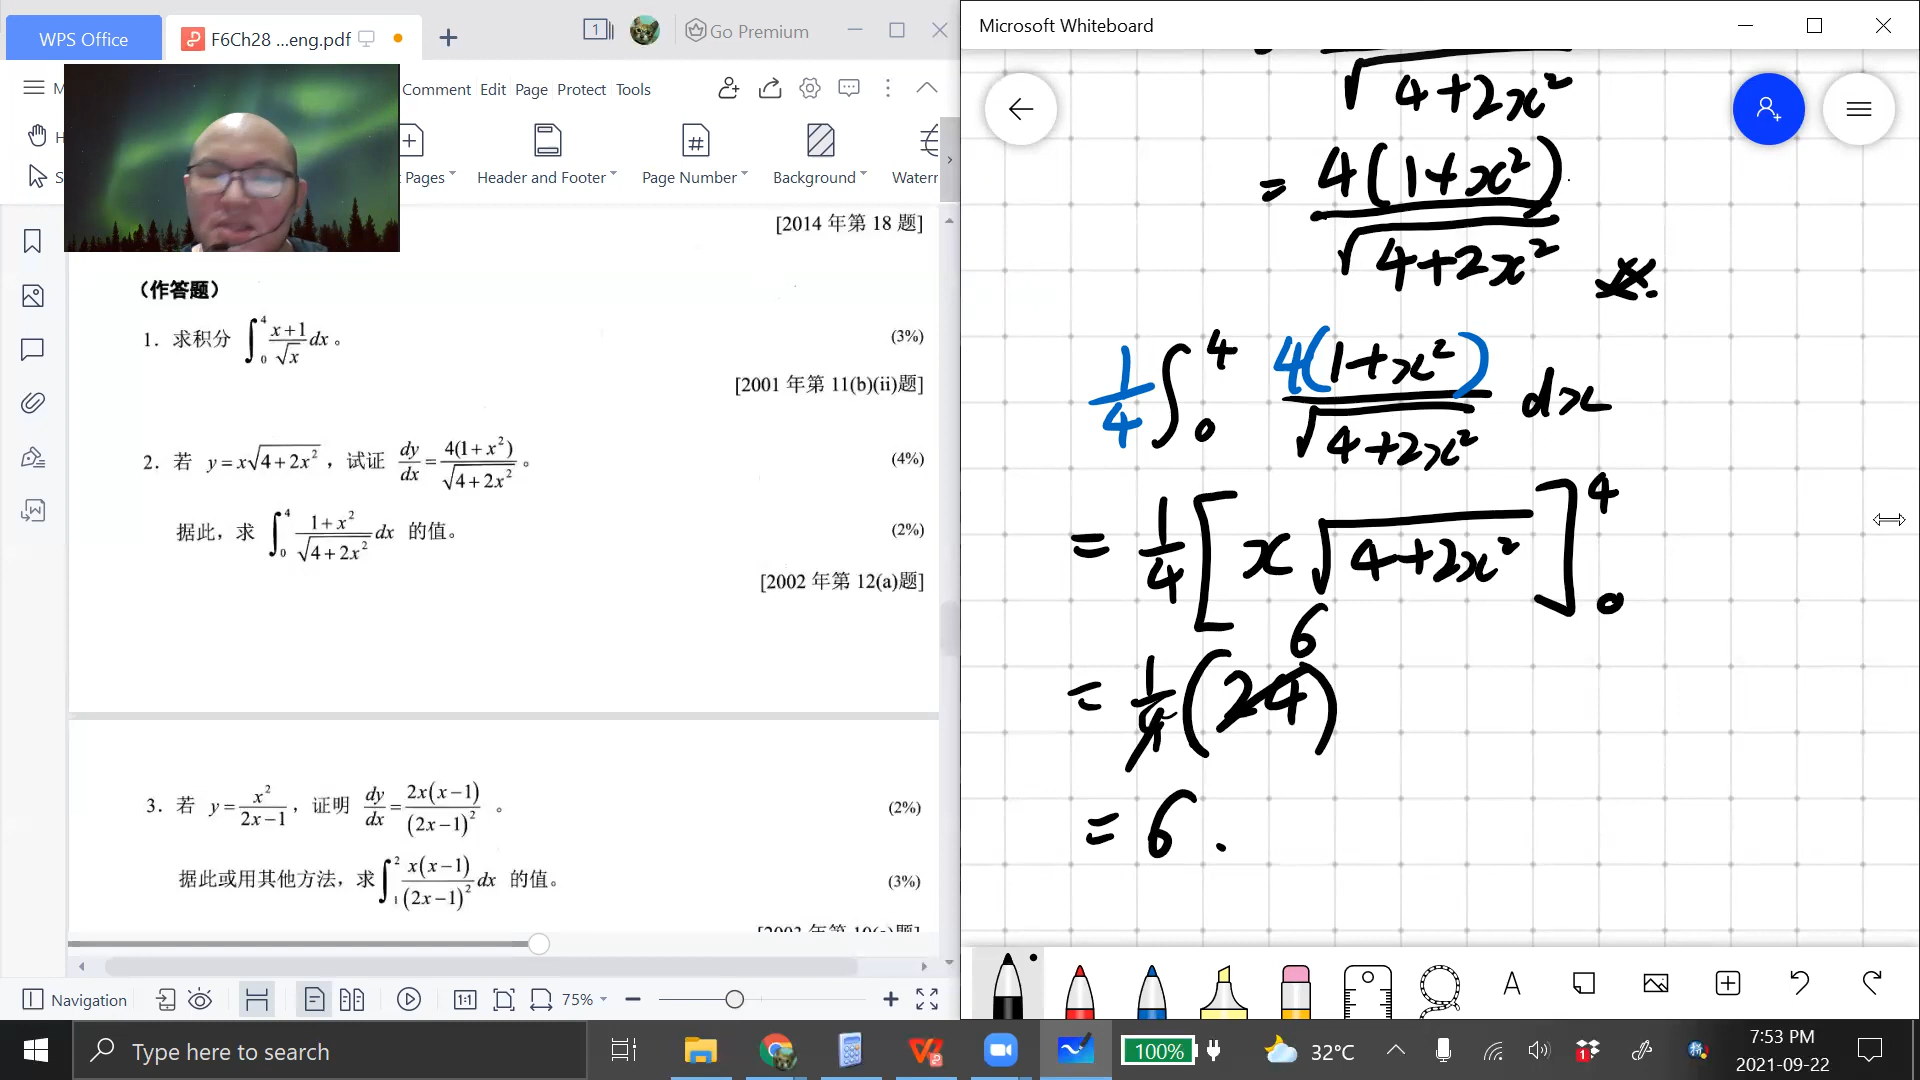 WPS Office
F6Ch28 ...eng.pdf
1
Go Premium
Comment Edit Page Protect Tools
Pages
Header and Footer
Page Number
Background
[2014 年第 18 题]
（作答题）
1. 求积分 ∫₀⁴ (x+1)/√x dx 。 (3%)
[2001 年第 11(b)(ii)题]
2. 若 y = x√(4+2x²) ，试证 dy/dx = 4(1+x²)/√(4+2x²) 。 (4%)
据此，求 ∫₀⁴ (1+x²)/√(4+2x²) dx 的值。 (2%)
[2002 年第 12(a)题]
3. 若 y = x²/(2x−1)，证明 dy/dx = 2x(x−1)/(2x−1)² 。 (2%)
据此或用其他方法，求 ∫₁² x(x−1)/(2x−1)² dx 的值。 (3%)
Navigation
1:1
75%
Microsoft Whiteboard
√(4+2x²)
= 4(1+x²)/√(4+2x²)
1/4 ∫₀⁴ 4(1+x²)/√(4+2x²) dx
= 1/4 [x√(4+2x²)]₀⁴
6
= 1/4 (24)
= 6 .
A
Type here to search
100%
32°C
1
7:53 PM
2021-09-22